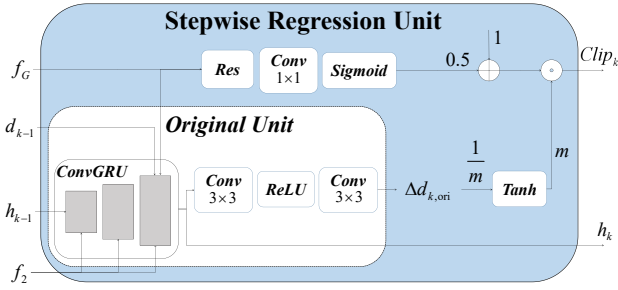 Stepwise Regression Unit
1
f_G
Res
Conv
1×1
Sigmoid
0.5
Clip_k
d_{k−1}
Original Unit
m
ConvGRU
h_{k−1}
Conv
3×3
ReLU
Conv
3×3
Δd_{k,ori}
1/m
Tanh
h_k
f_2